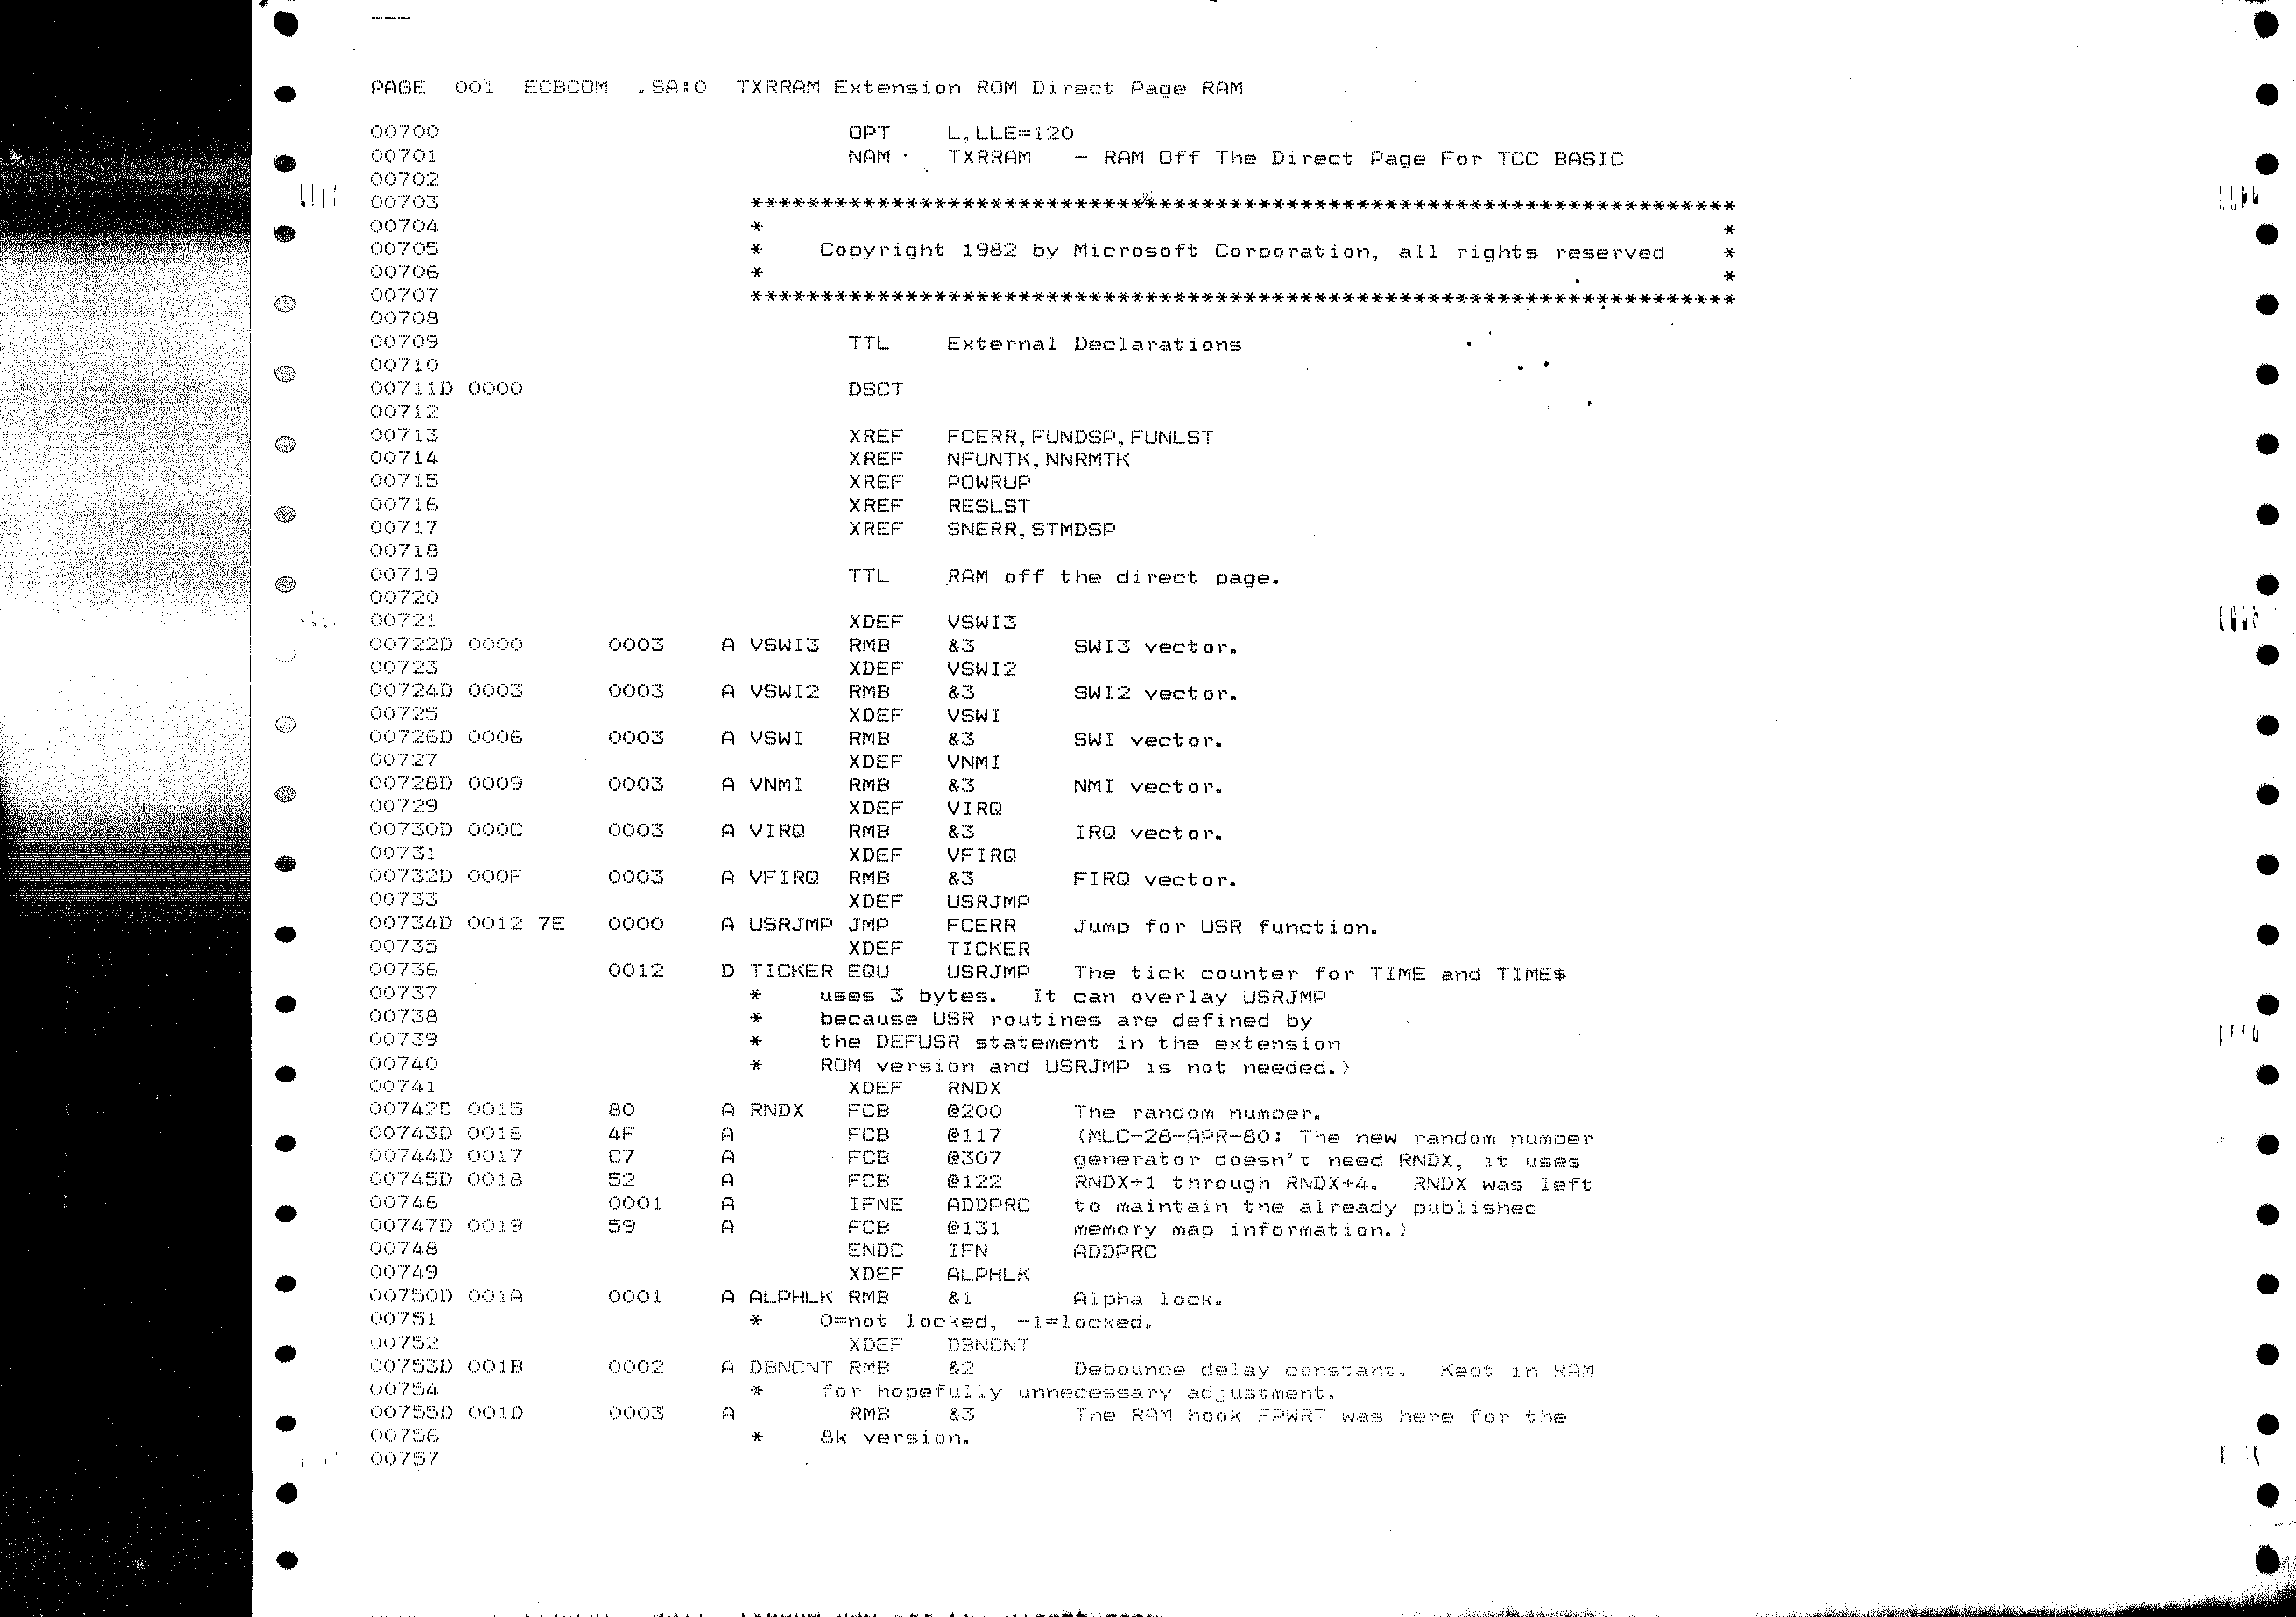 PAGE  001  ECBCOM  .SA:0  TXRRAM Extension ROM Direct Page RAM
00700 OPT L,LLE=120
00701 NAM TXRRAM - RAM Off The Direct Page For TCC BASIC
00702
00703 **********************************************************************
00704 * *
00705 * Copyright 1982 by Microsoft Corporation, all rights reserved *
00706 * *
00707 **********************************************************************
00708
00709 TTL External Declarations
00710
00711D 0000 DSCT
00712
00713 XREF FCERR,FUNDSP,FUNLST
00714 XREF NFUNTK,NNRMTK
00715 XREF POWRUP
00716 XREF RESLST
00717 XREF SNERR,STMDSP
00718
00719 TTL RAM off the direct page.
00720
00721 XDEF VSWI3
00722D 0000 0003 A VSWI3 RMB &3 SWI3 vector.
00723 XDEF VSWI2
00724D 0003 0003 A VSWI2 RMB &3 SWI2 vector.
00725 XDEF VSWI
00726D 0006 0003 A VSWI RMB &3 SWI vector.
00727 XDEF VNMI
00728D 0009 0003 A VNMI RMB &3 NMI vector.
00729 XDEF VIRQ
00730D 000C 0003 A VIRQ RMB &3 IRQ vector.
00731 XDEF VFIRQ
00732D 000F 0003 A VFIRQ RMB &3 FIRQ vector.
00733 XDEF USRJMP
00734D 0012 7E 0000 A USRJMP JMP FCERR Jump for USR function.
00735 XDEF TICKER
00736 0012 D TICKER EQU USRJMP The tick counter for TIME and TIME$
00737 * uses 3 bytes. It can overlay USRJMP
00738 * because USR routines are defined by
00739 * the DEFUSR statement in the extension
00740 * ROM version and USRJMP is not needed.)
00741 XDEF RNDX
00742D 0015 80 A RNDX FCB @200 The random number.
00743D 0016 4F A FCB @117 (MLC-28-APR-80: The new random number
00744D 0017 C7 A FCB @307 generator doesn't need RNDX, it uses
00745D 0018 52 A FCB @122 RNDX+1 through RNDX+4. RNDX was left
00746 0001 A IFNE ADDPRC to maintain the already published
00747D 0019 59 A FCB @131 memory map information.)
00748 ENDC IFN ADDPRC
00749 XDEF ALPHLK
00750D 001A 0001 A ALPHLK RMB &1 Alpha lock.
00751 * 0=not locked, -1=locked.
00752 XDEF DBNCNT
00753D 001B 0002 A DBNCNT RMB &2 Debounce delay constant. Kept in RAM
00754 * for hopefully unnecessary adjustment.
00755D 001D 0003 A RMB &3 The RAM hook FPWRT was here for the
00756 * 8k version.
00757